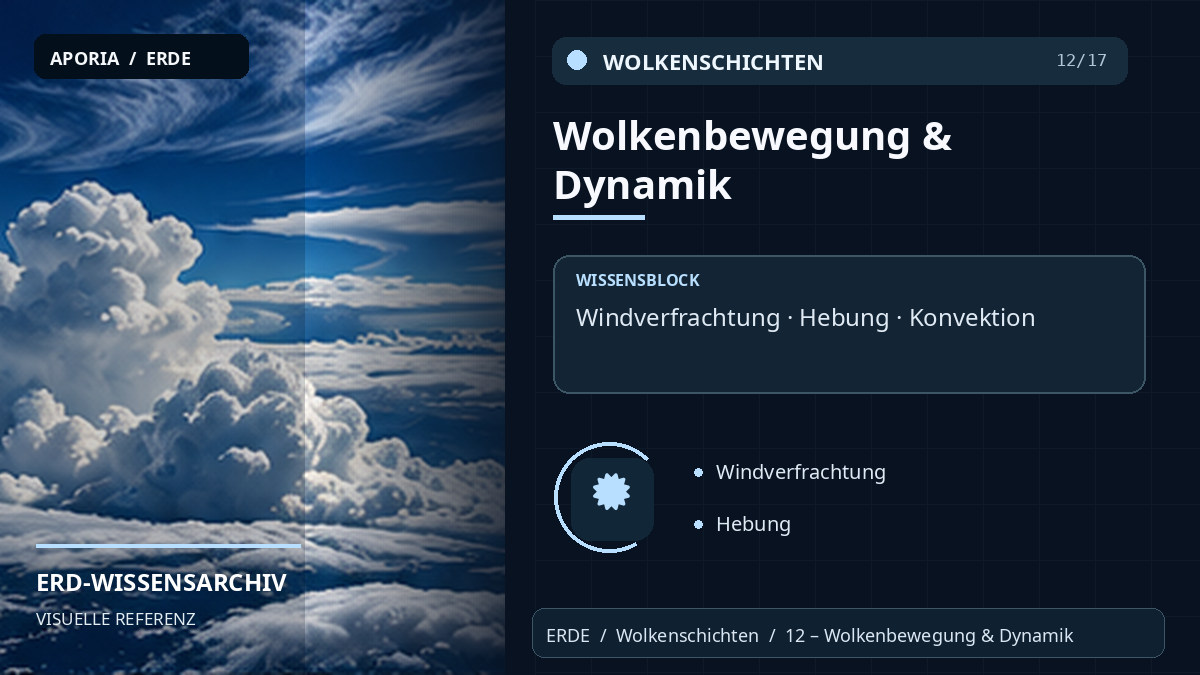 APORIA / ERDE
ERD-WISSENSARCHIV
VISUELLE REFERENZ
WOLKENSCHICHTEN
12/17
Wolkenbewegung &
Dynamik
WISSENSBLOCK
Windverfrachtung · Hebung · Konvektion
Windverfrachtung
Hebung
ERDE / Wolkenschichten / 12 – Wolkenbewegung & Dynamik